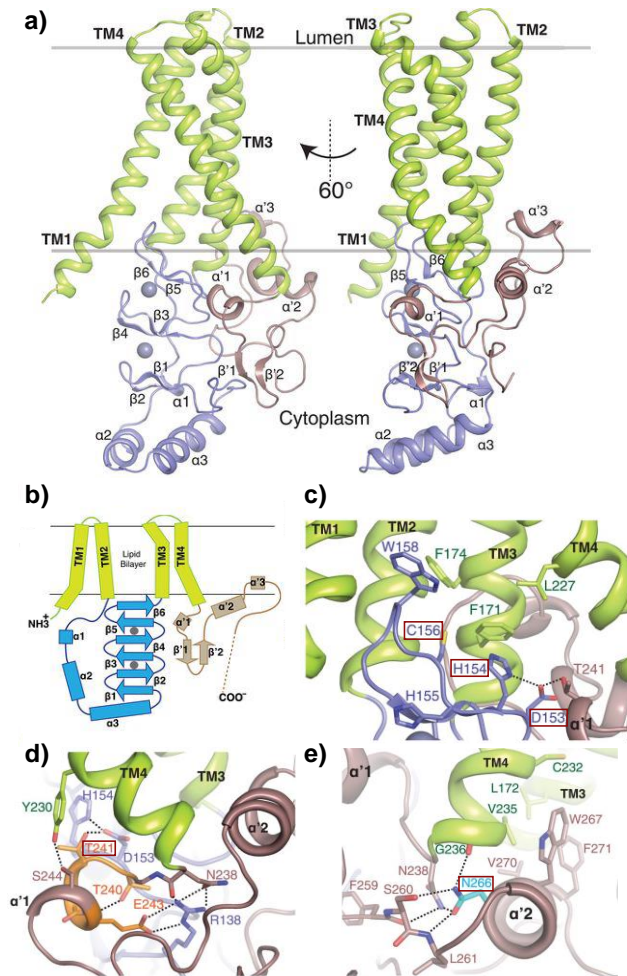 a)
TM4
TM2
Lumen
TM3
TM2
TM3
TM4
60°
TM1
α'3
β6
α'1
β5
α'2
β3
β4
β1
β'1
β'2
β2
α1
Cytoplasm
α2
α3
TM1
β6
α'3
β5
α'2
α'1
β'2
β'1
α1
α2
α3
b)
TM1
TM2
Lipid
Bilayer
TM3
TM4
NH3+
α1
α2
α3
β6
β5
β4
β3
β2
β1
α'1
α'2
α'3
β'1
β'2
COO⁻
c)
TM1
TM2
TM3
TM4
W158
F174
L227
F171
C156
H154
T241
H155
D153
α'1
d)
TM4
TM3
H154
Y230
α'2
T241
D153
S244
N238
T240
E243
α'1
R138
e)
α'1
TM4
C232
L172
TM3
V235
W267
G236
F271
N238
V270
F259
S260
N266
L261
α'2